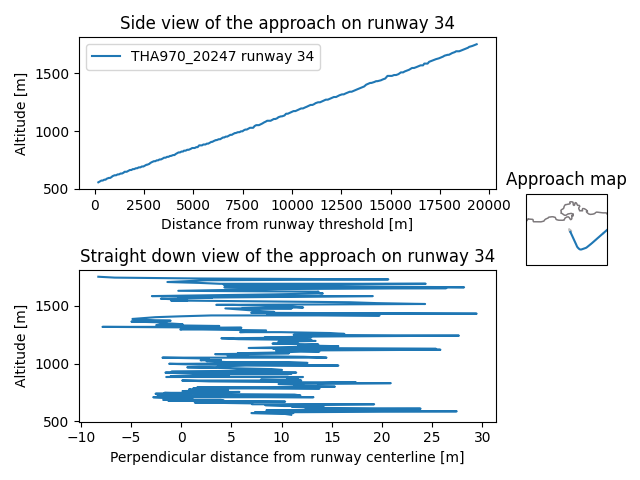 Side view of the approach on runway 34
THA970_20247 runway 34
Altitude [m]
1500
1000
500
0 2500 5000 7500 10000 12500 15000 17500 20000
Distance from runway threshold [m]
Approach map
Straight down view of the approach on runway 34
Altitude [m]
1500
1000
500
−10 −5 0 5 10 15 20 25 30
Perpendicular distance from runway centerline [m]